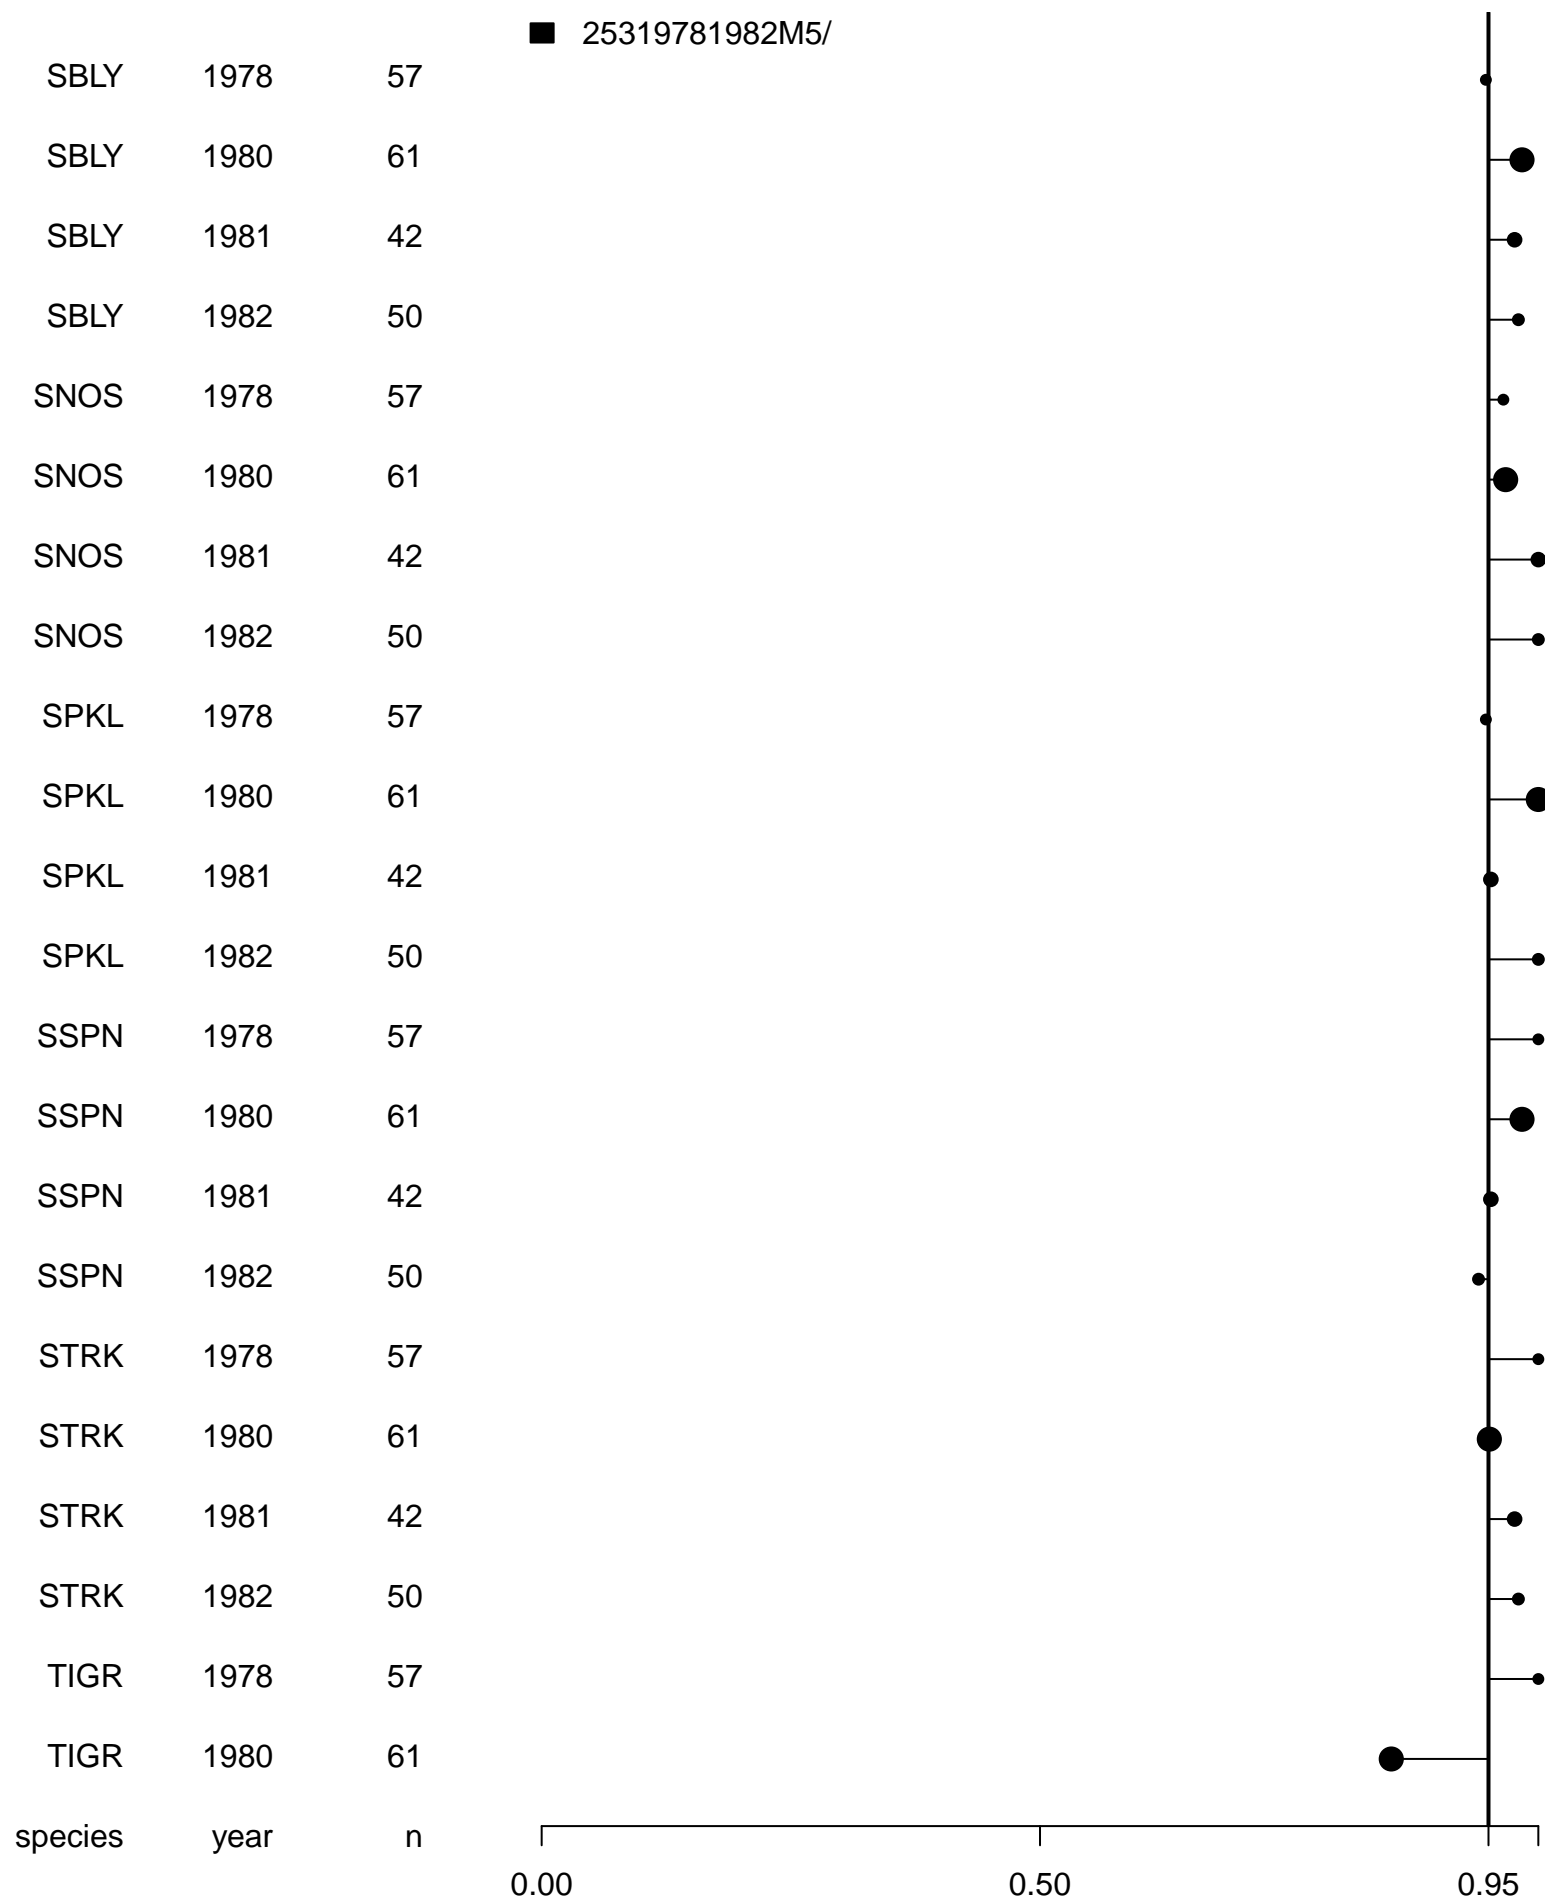 25319781982M5/
SBLY 1978 57
SBLY 1980 61
SBLY 1981 42
SBLY 1982 50
SNOS 1978 57
SNOS 1980 61
SNOS 1981 42
SNOS 1982 50
SPKL 1978 57
SPKL 1980 61
SPKL 1981 42
SPKL 1982 50
SSPN 1978 57
SSPN 1980 61
SSPN 1981 42
SSPN 1982 50
STRK 1978 57
STRK 1980 61
STRK 1981 42
STRK 1982 50
TIGR 1978 57
TIGR 1980 61
species year n
0.00 0.50 0.95